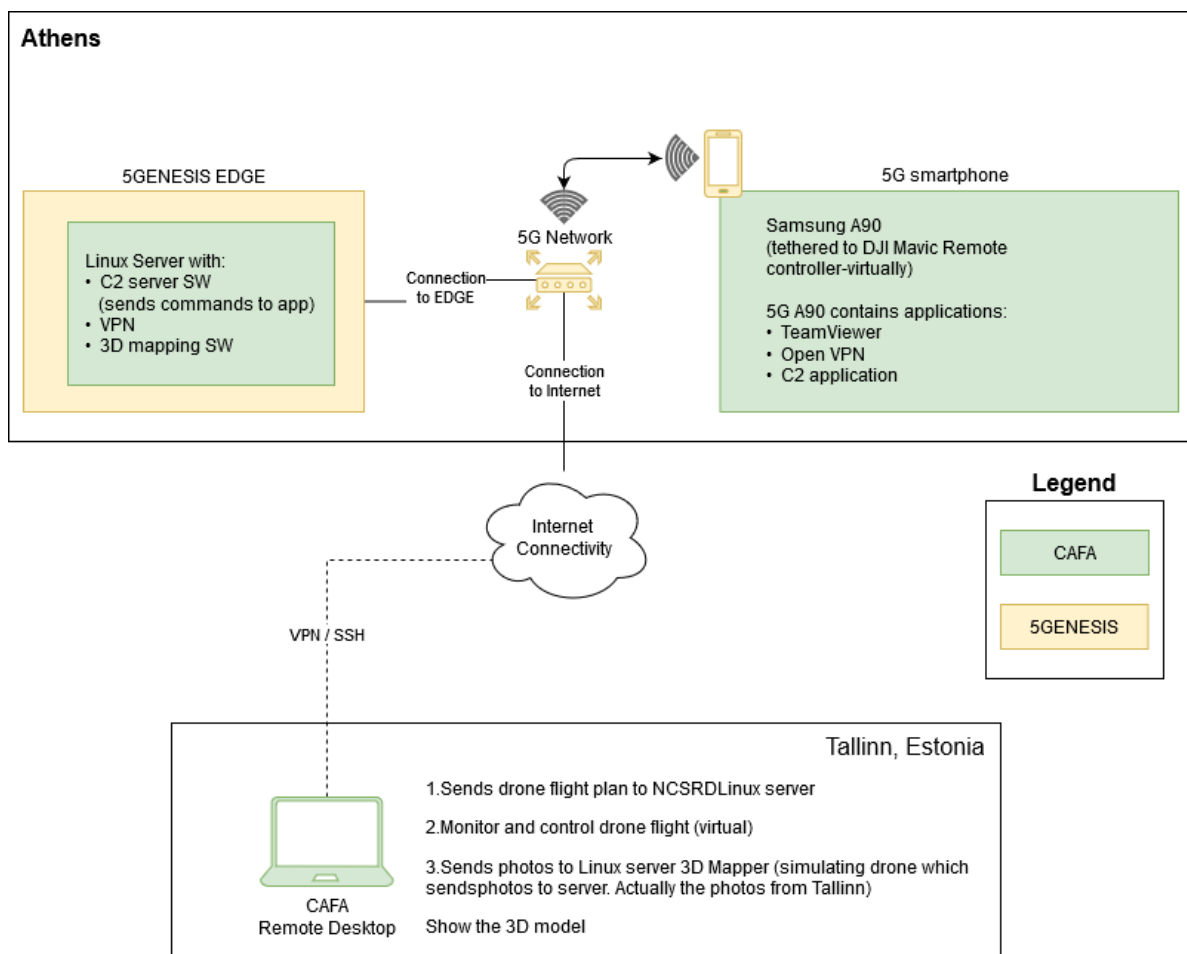 Athens
5GENESIS EDGE
Linux Server with:
• C2 server SW
(sends commands to app)
• VPN
• 3D mapping SW
Connection
to EDGE
5G Network
Connection
to Internet
5G smartphone
Samsung A90
(tethered to DJI Mavic Remote
controller-virtually)
5G A90 contains applications:
• TeamViewer
• Open VPN
• C2 application
Internet
Connectivity
Legend
CAFA
5GENESIS
VPN / SSH
Tallinn, Estonia
1.Sends drone flight plan to NCSRDLinux server
2.Monitor and control drone flight (virtual)
3.Sends photos to Linux server 3D Mapper (simulating drone which
sendsphotos to server. Actually the photos from Tallinn)
Show the 3D model
CAFA
Remote Desktop